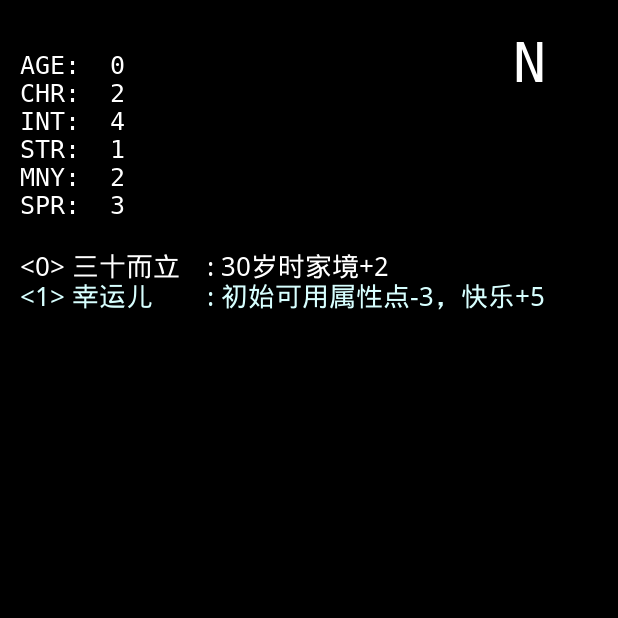 N
AGE: 0
CHR: 2
INT: 4
STR: 1
MNY: 2
SPR: 3
<0> 三十而立 : 30岁时家境+2
<1> 幸运儿 : 初始可用属性点-3，快乐+5